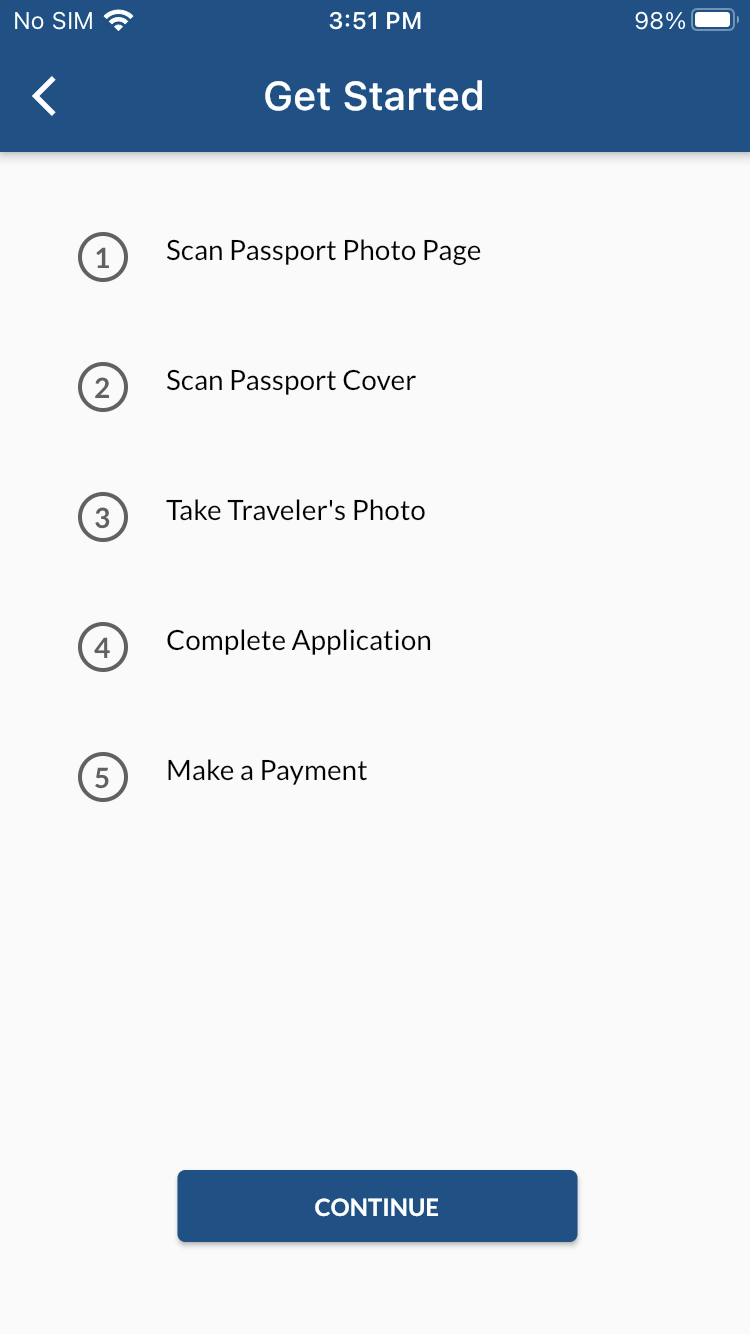 No SIM 3:51 PM 98%
Get Started
1 Scan Passport Photo Page
2 Scan Passport Cover
3 Take Traveler's Photo
4 Complete Application
5 Make a Payment
CONTINUE